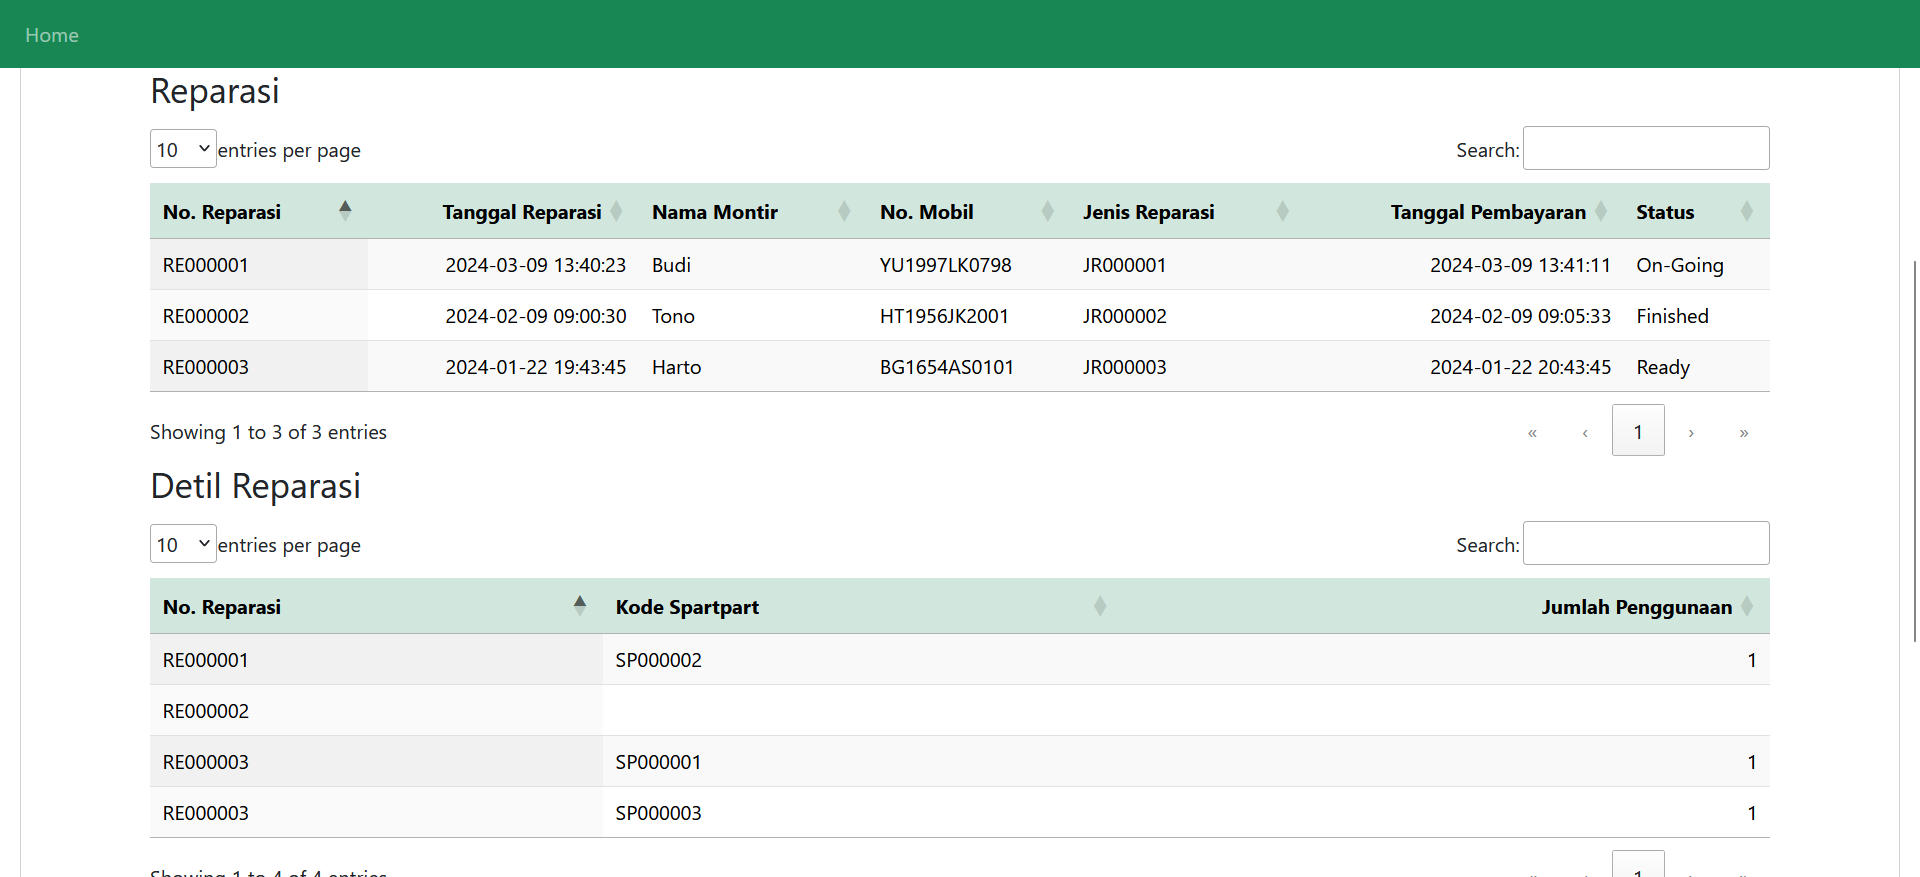 Home
Reparasi
10 entries per page Search:
No. Reparasi Tanggal Reparasi Nama Montir No. Mobil Jenis Reparasi Tanggal Pembayaran Status
RE000001 2024-03-09 13:40:23 Budi YU1997LK0798 JR000001 2024-03-09 13:41:11 On-Going
RE000002 2024-02-09 09:00:30 Tono HT1956JK2001 JR000002 2024-02-09 09:05:33 Finished
RE000003 2024-01-22 19:43:45 Harto BG1654AS0101 JR000003 2024-01-22 20:43:45 Ready
Showing 1 to 3 of 3 entries « ‹ 1 › »
Detil Reparasi
10 entries per page Search:
No. Reparasi Kode Spartpart Jumlah Penggunaan
RE000001 SP000002 1
RE000002
RE000003 SP000001 1
RE000003 SP000003 1
Showing 1 to 4 of 4 entries 1